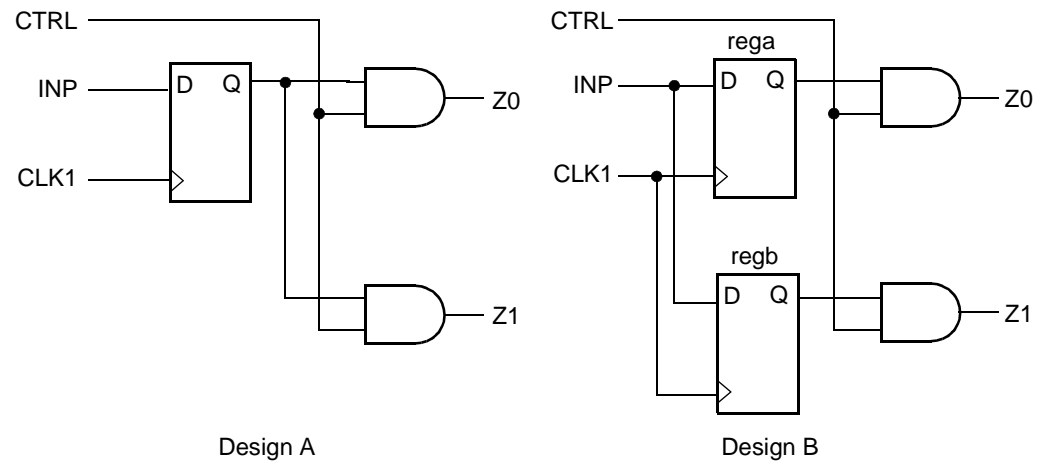 CTRL
INP
D Q
Z0
CLK1
Z1
Design A
CTRL
rega
INP
D Q
Z0
CLK1
regb
D Q
Z1
Design B